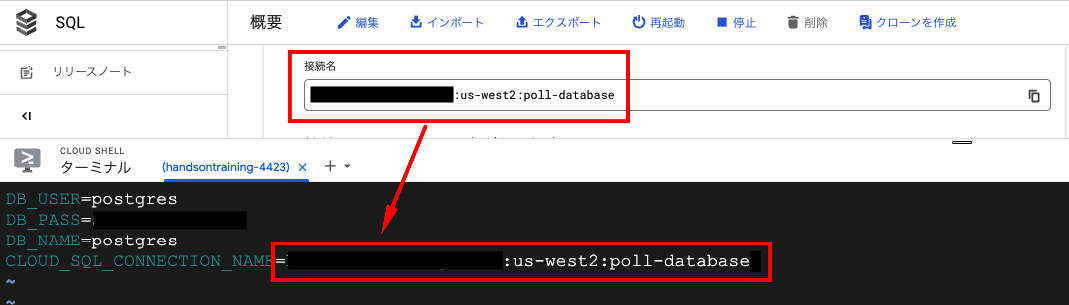 SQL
概要
編集
インポート
エクスポート
再起動
停止
削除
クローンを作成
リリースノート
接続名
:us-west2:poll-database
CLOUD SHELL
ターミナル
(handsontraining-4423)
DB_USER=postgres
DB_PASS=
DB_NAME=postgres
CLOUD_SQL_CONNECTION_NAME= :us-west2:poll-database
~
~